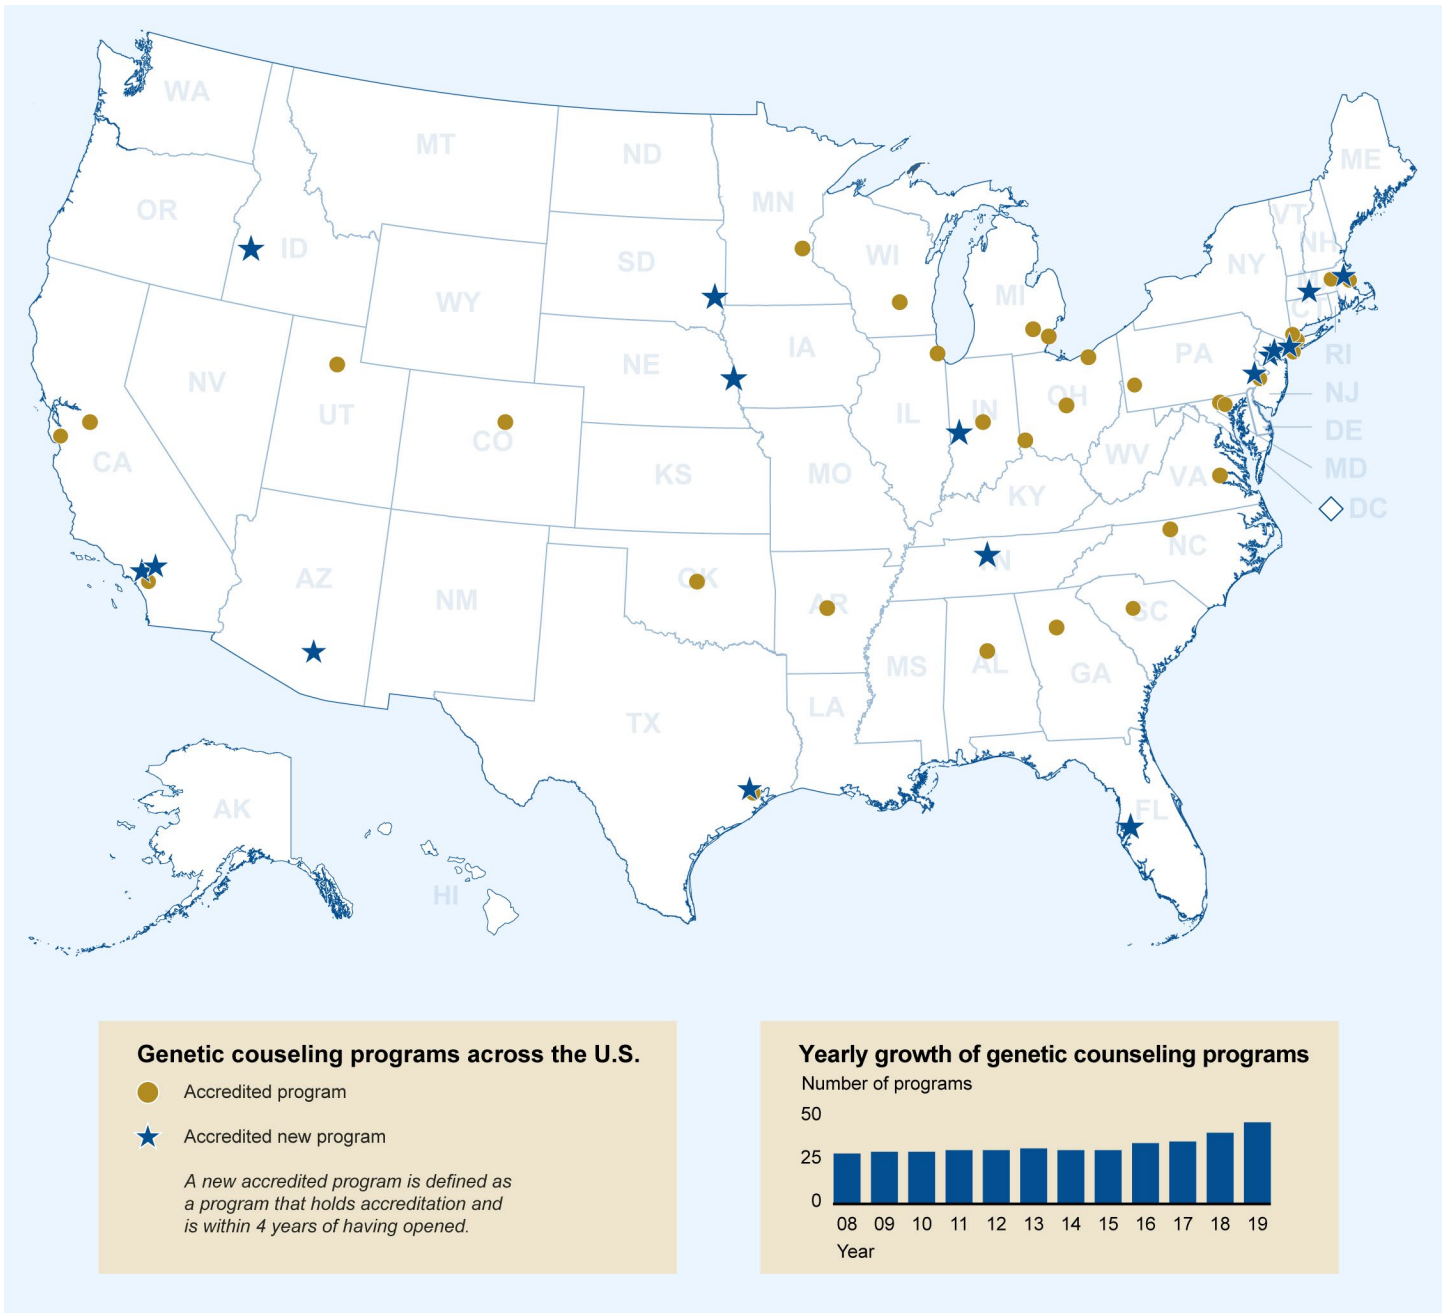 WA
MT
ND
MN
ME
OR
ID
SD
WI
VT
NH
NY
MI
WY
CT
NE
IA
PA
RI
NV
UT
CO
IL
IN
OH
NJ
DE
CA
KS
MO
WV
VA
MD
KY
DC
AZ
NM
OK
AR
NC
SC
TX
LA
MS
AL
GA
AK
HI
FL
Genetic couseling programs across the U.S.
Accredited program
Accredited new program
A new accredited program is defined as
a program that holds accreditation and
is within 4 years of having opened.
Yearly growth of genetic counseling programs
Number of programs
50
25
0
08 09 10 11 12 13 14 15 16 17 18 19
Year